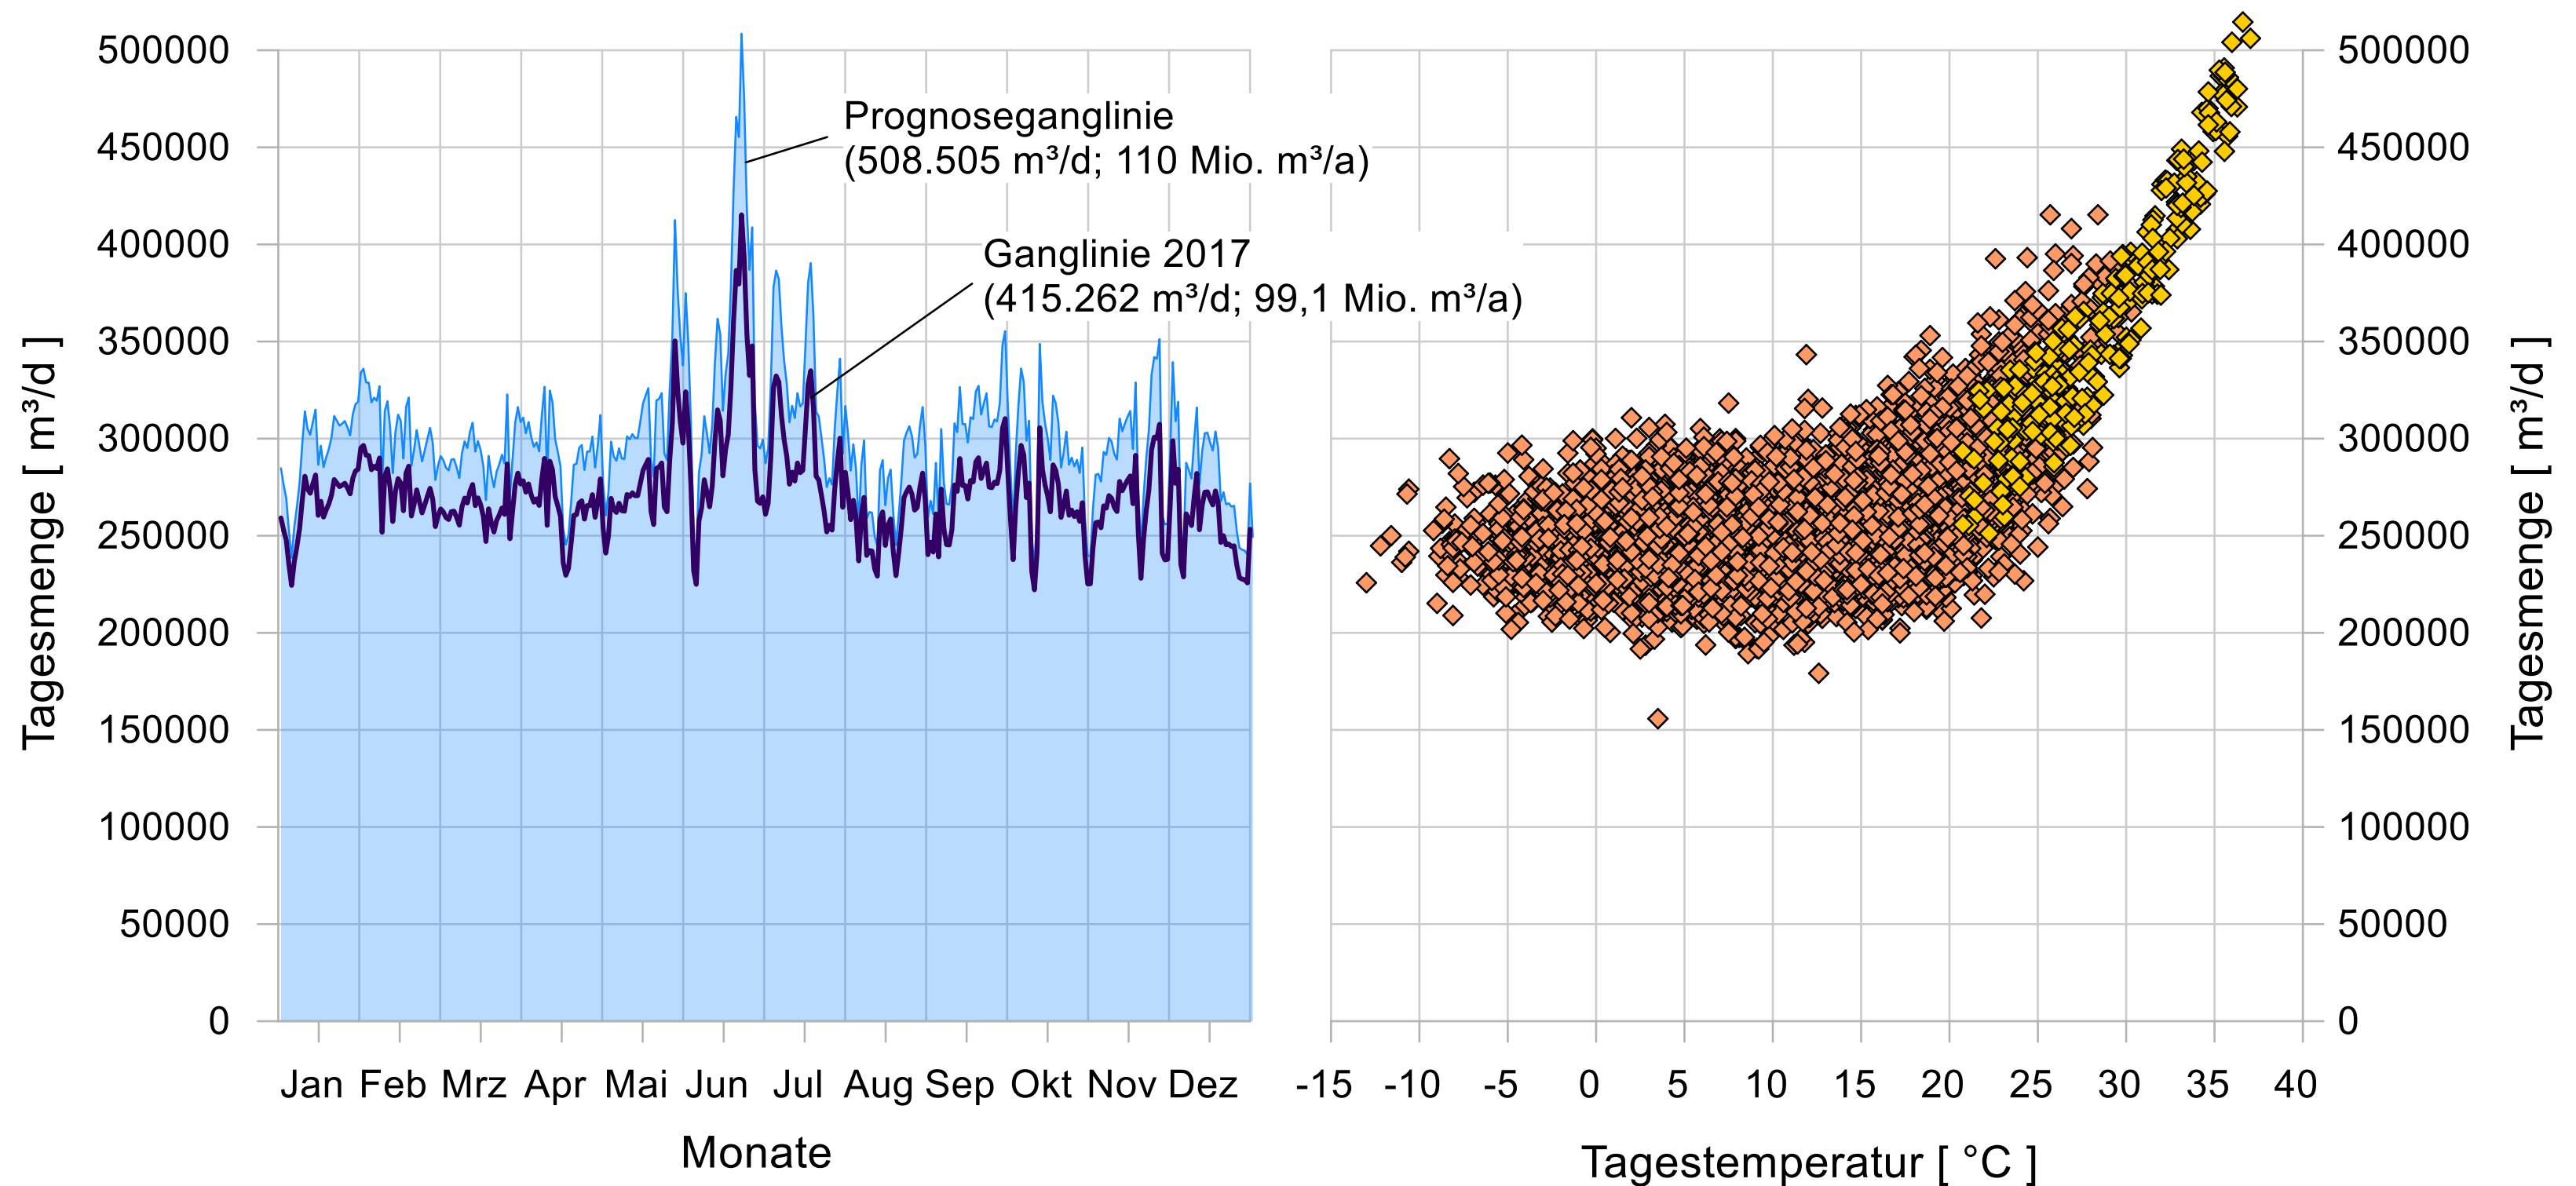 Tagesmenge [ m³/d ]
500000
450000
400000
350000
300000
250000
200000
150000
100000
50000
0
Prognoseganglinie
(508.505 m³/d; 110 Mio. m³/a)
Ganglinie 2017
(415.262 m³/d; 99,1 Mio. m³/a)
Jan Feb Mrz Apr Mai Jun Jul Aug Sep Okt Nov Dez
Monate
-15 -10 -5 0 5 10 15 20 25 30 35 40
Tagestemperatur [ °C ]
500000
450000
400000
350000
300000
250000
200000
150000
100000
50000
0
Tagesmenge [ m³/d ]